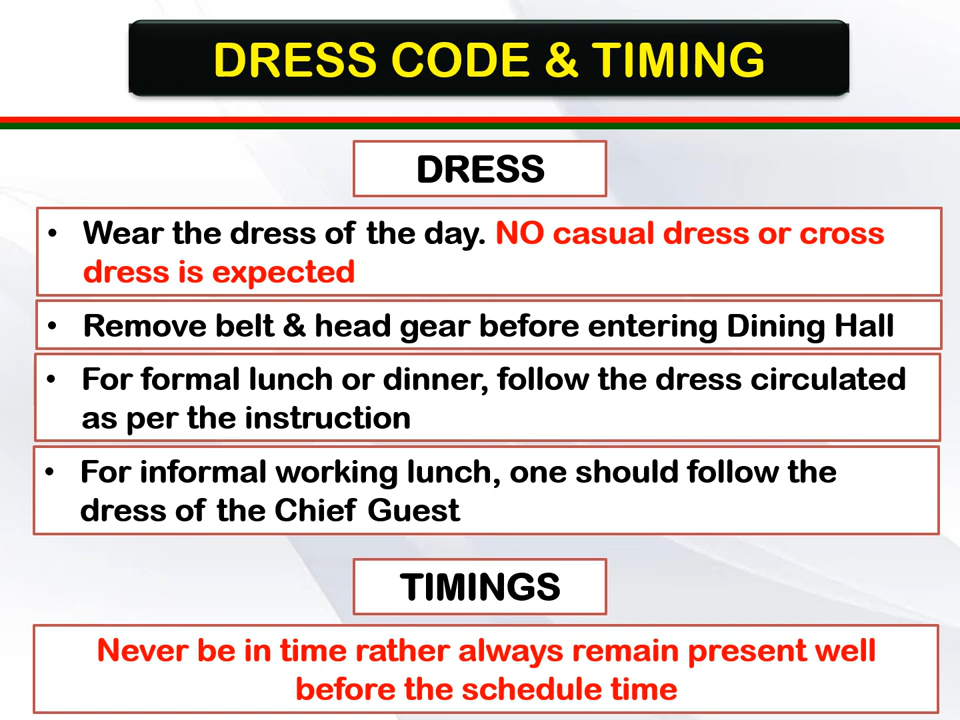 DRESS CODE & TIMING
DRESS
• Wear the dress of the day. NO casual dress or cross
dress is expected
• Remove belt & head gear before entering Dining Hall
• For formal lunch or dinner, follow the dress circulated
as per the instruction
• For informal working lunch, one should follow the
dress of the Chief Guest
TIMINGS
Never be in time rather always remain present well
before the schedule time